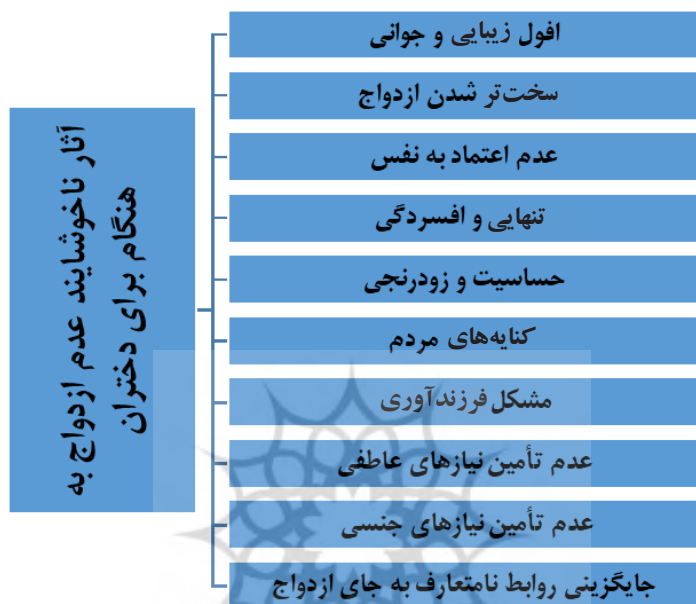 آثار ناخوشایند عدم ازدواج به
هنگام برای دختران
افول زیبایی و جوانی
سخت‌تر شدن ازدواج
عدم اعتماد به نفس
تنهایی و افسردگی
حساسیت و زودرنجی
کنایه‌های مردم
مشکل فرزندآوری
عدم تأمین نیازهای عاطفی
عدم تأمین نیازهای جنسی
جایگزینی روابط نامتعارف به جای ازدواج